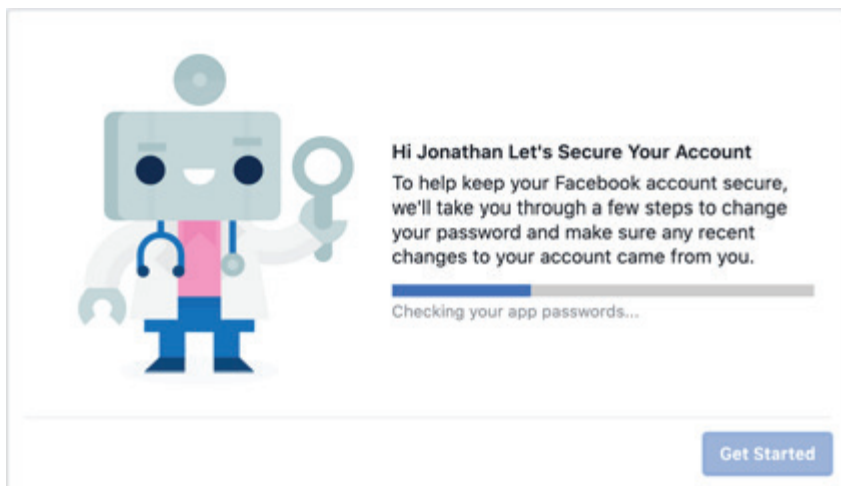 Hi Jonathan Let's Secure Your Account
To help keep your Facebook account secure,
we'll take you through a few steps to change
your password and make sure any recent
changes to your account came from you.
Checking your app passwords...
Get Started